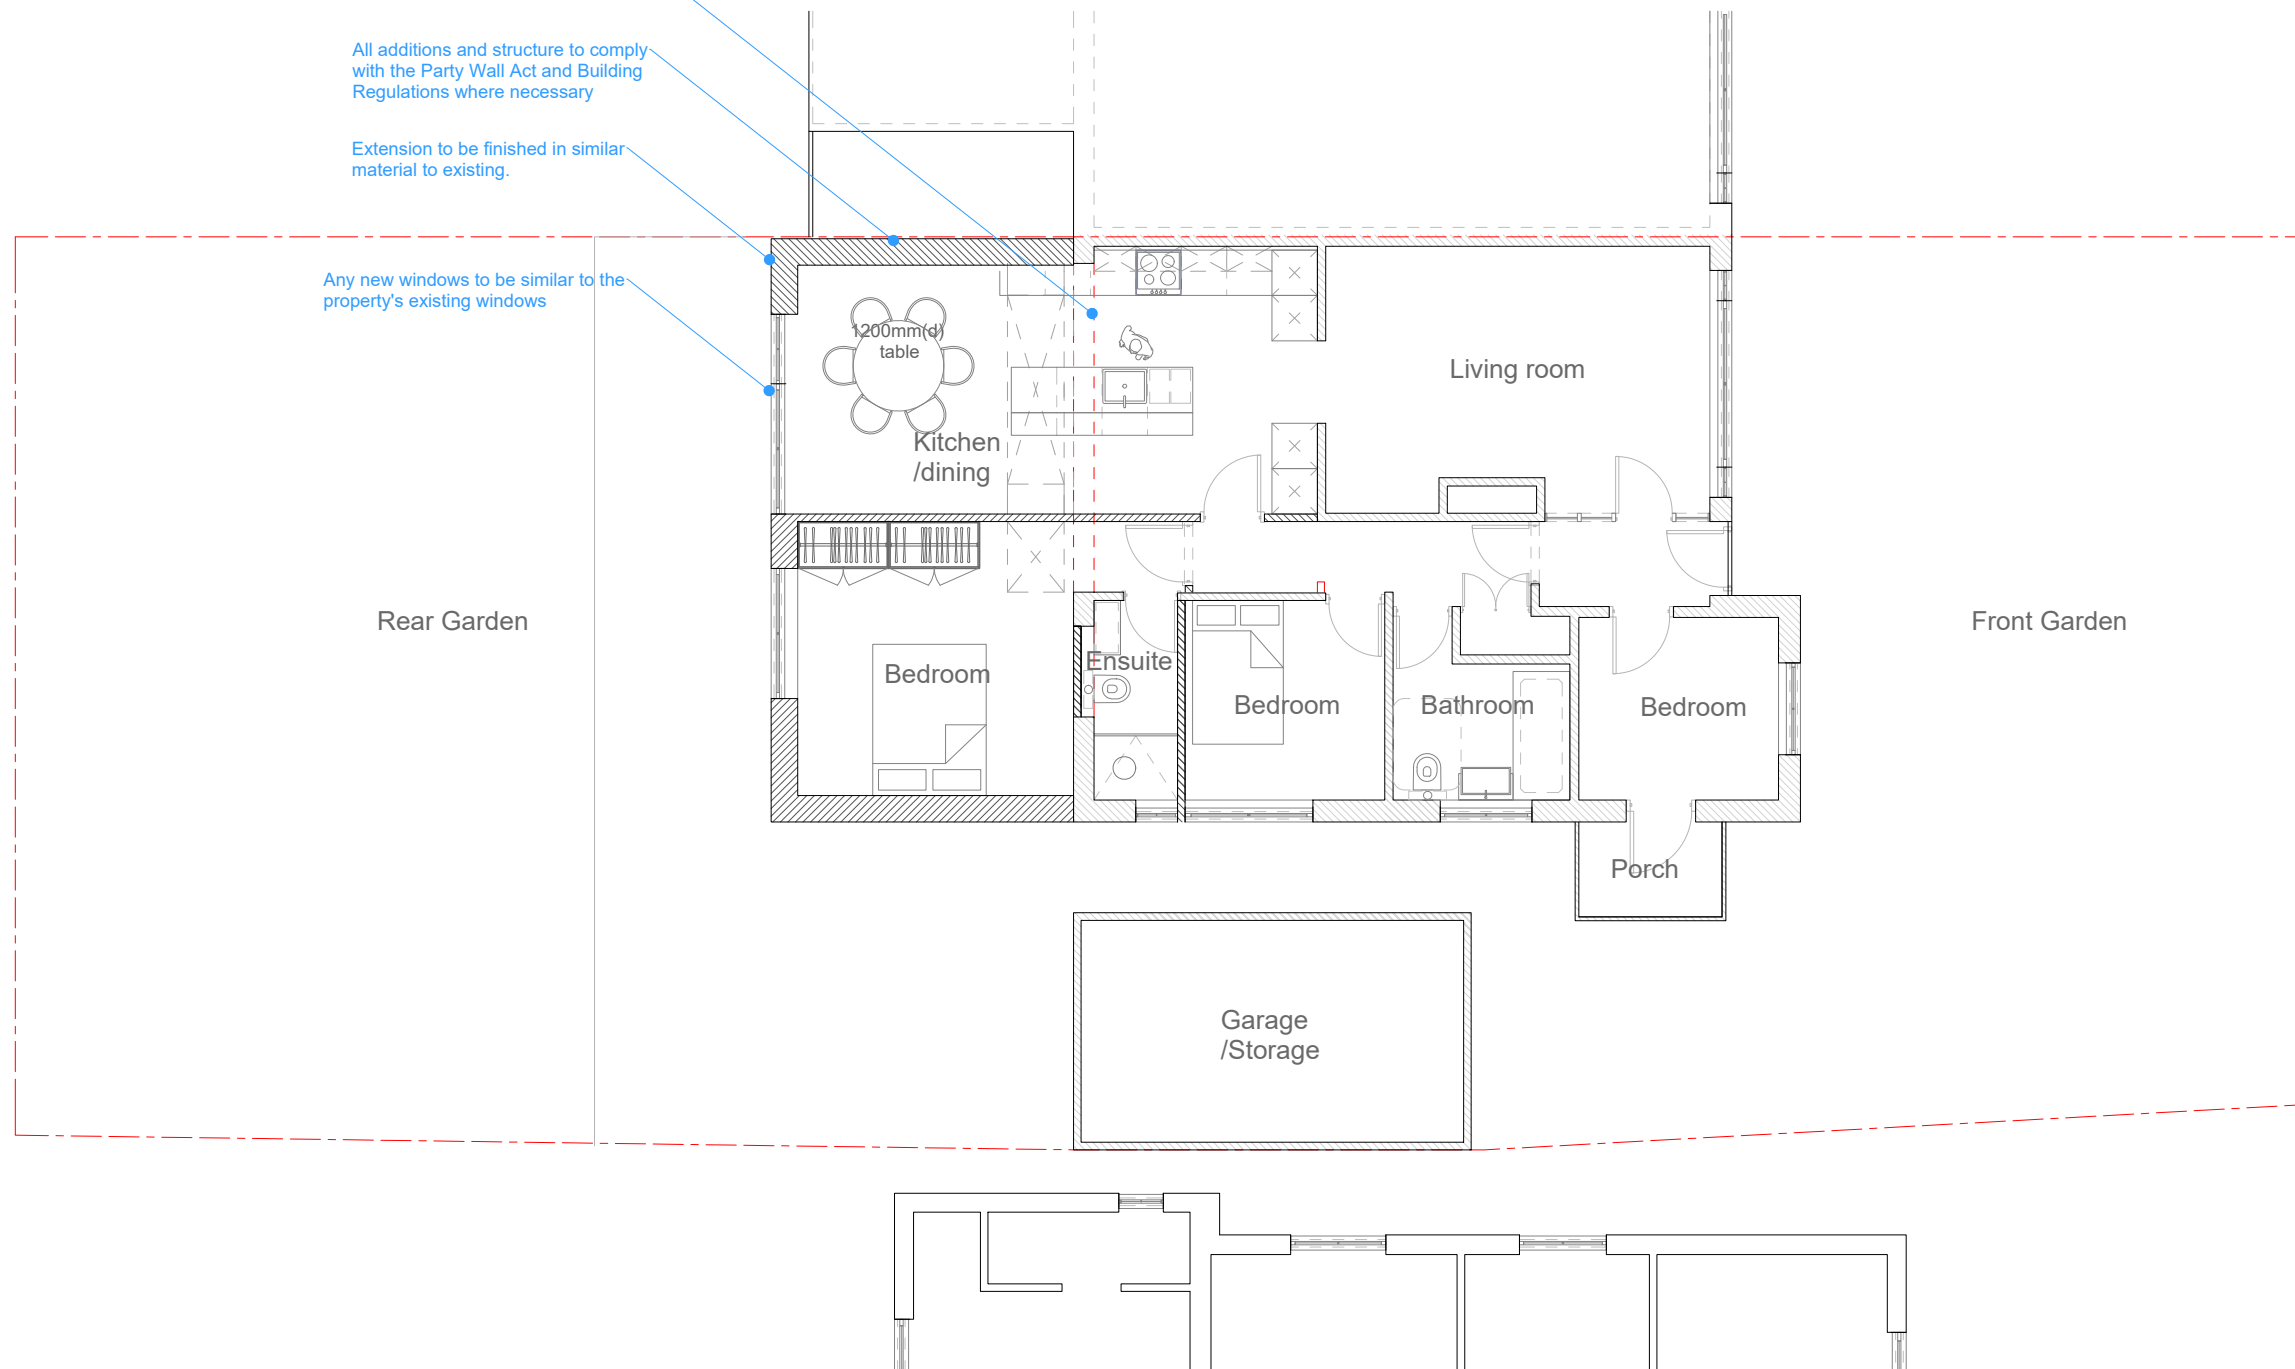 All additions and structure to comply
with the Party Wall Act and Building
Regulations where necessary
Extension to be finished in similar
material to existing.
Any new windows to be similar to the
property's existing windows
1200mm(d)
table
Kitchen
/dining
Living room
Rear Garden
Bedroom
Ensuite
Bedroom
Bathroom
Bedroom
Front Garden
Porch
Garage
/Storage